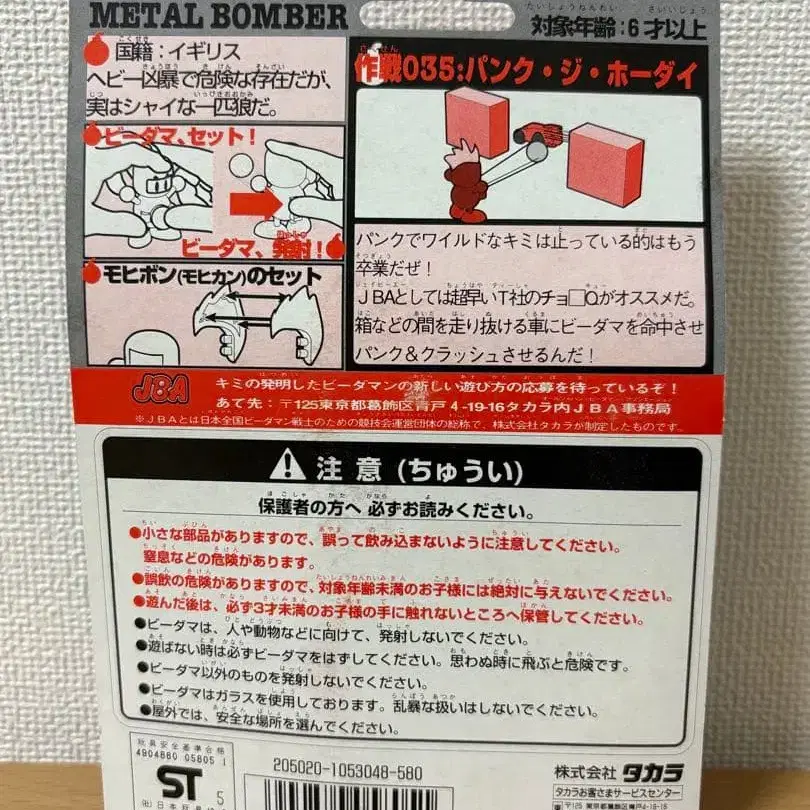 METAL BOMBER
対象年齢:6才以上
国籍:イギリス
ヘビー凶暴で危険な存在だが、
実はシャイな一匹狼だ。
ビーダマ、セット!
ビーダマ、発射!
モヒボン(モヒカン)のセット
作戦035:パンク・ジ・ホーダイ
パンクでワイルドなキミは止っている的はもう
卒業だぜ!
JBAとしては超早いT社のチョ□Qがオススメだ。
箱などの間を走り抜ける車にビーダマを命中させ
パンク&クラッシュさせるんだ!
JBA
キミの発明したビーダマンの新しい遊び方の応募を待っているぞ!
あて先:〒125東京都葛飾区青戸4-19-16タカラ内JBA事務局
※JBAとは日本全国ビーダマン戦士のための競技会運営団体の総称で、株式会社タカラが制定したものです。
注意(ちゅうい)
保護者の方へ 必ずお読みください。
●小さな部品がありますので、誤って飲み込まないように注意してください。
窒息などの危険があります。
●誤飲の危険がありますので、対象年齢未満のお子様には絶対に与えないでください。
●遊んだ後は、必ず3才未満のお子様の手に触れないところへ保管してください。
●ビーダマは、人や動物などに向けて、発射しないでください。
●遊ばない時は必ずビーダマをはずしてください。思わぬ時に飛ぶと危険です。
●ビーダマ以外のものを発射しないでください。
●ビーダマはガラスを使用しております。乱暴な扱いはしないでください。
●屋外では、安全な場所を選んでください。
玩具安全基準合格
4904880 05805 1
ST 5
205020-1053048-580
株式会社 タカラ
タカラお客さまサービスセンター